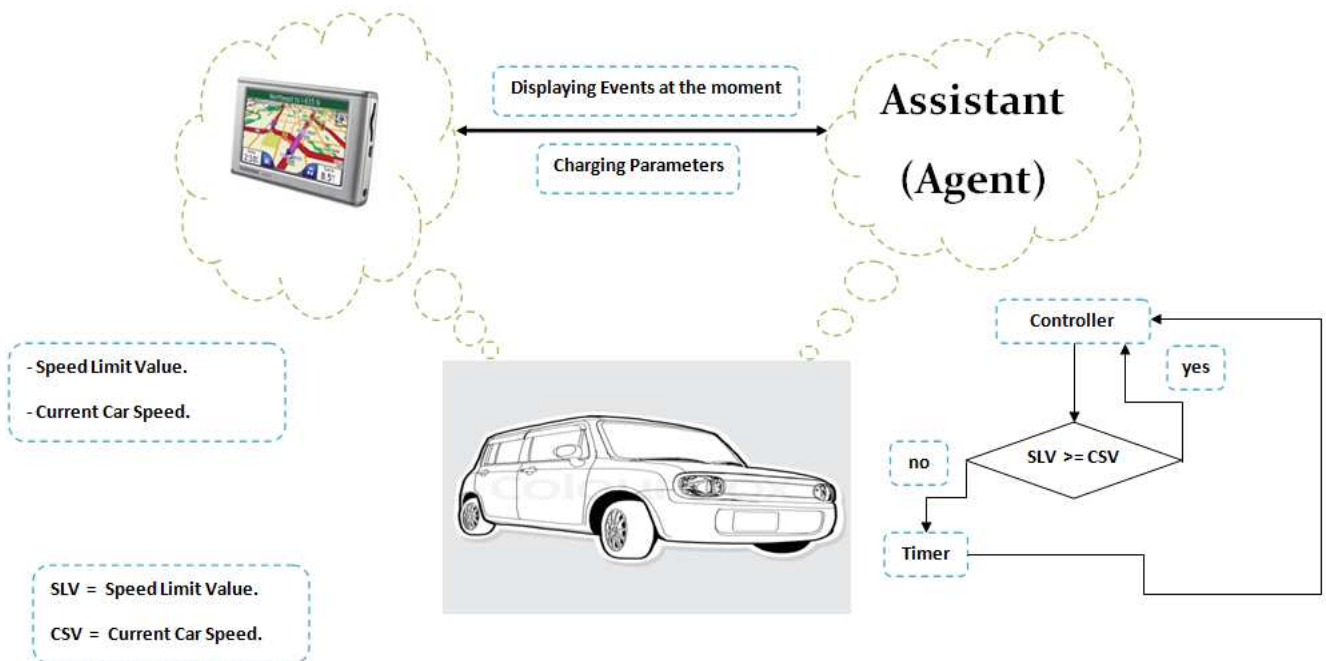 Displaying Events at the moment
Charging Parameters
Assistant
(Agent)
Controller
yes
SLV >= CSV
no
Timer
- Speed Limit Value.
- Current Car Speed.
SLV = Speed Limit Value.
CSV = Current Car Speed.